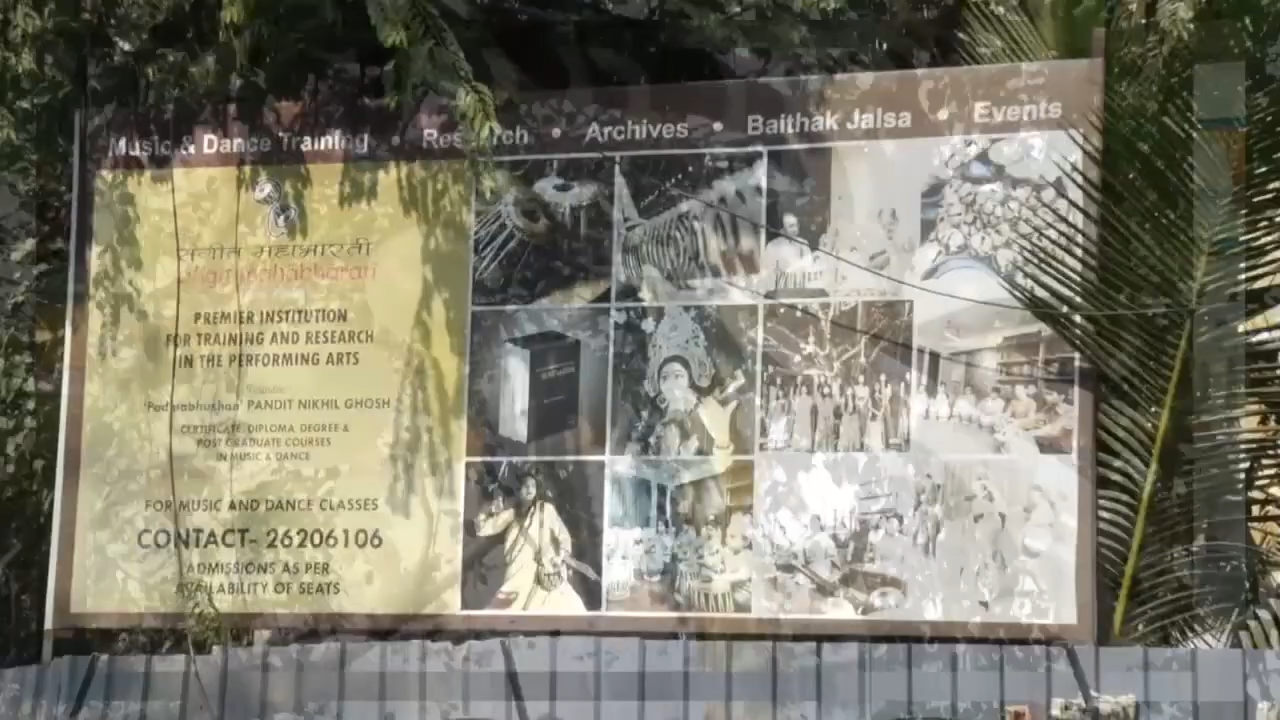 Music & Dance Training • Research • Archives • Baithak Jalsa • Events
संगीत महाभारती
PREMIER INSTITUTION
FOR TRAINING AND RESEARCH
IN THE PERFORMING ARTS
'Padmabhushan' PANDIT NIKHIL GHOSH
CERTIFICATE, DIPLOMA, DEGREE &
POST GRADUATE COURSES
IN MUSIC & DANCE
FOR MUSIC AND DANCE CLASSES
CONTACT- 26206106
ADMISSIONS AS PER
AVAILABILITY OF SEATS